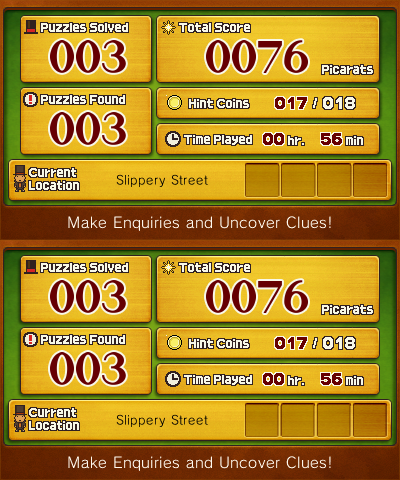 Puzzles Solved
003
Total Score
0076 Picarats
Puzzles Found
003
Hint Coins 017 / 018
Time Played 00 hr. 56 min
Current
Location
Slippery Street
Make Enquiries and Uncover Clues!
Puzzles Solved
003
Total Score
0076 Picarats
Puzzles Found
003
Hint Coins 017 / 018
Time Played 00 hr. 56 min
Current
Location
Slippery Street
Make Enquiries and Uncover Clues!